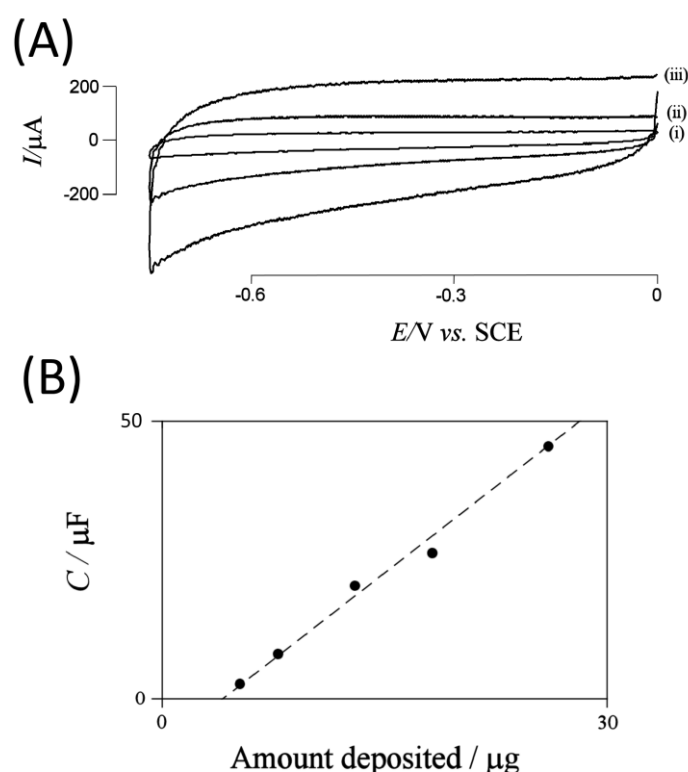 (A)
(iii)
200
(ii)
I/μA
0
(i)
-200
-0.6
-0.3
0
E/V vs. SCE
(B)
50
C / μF
0
0
30
Amount deposited / μg